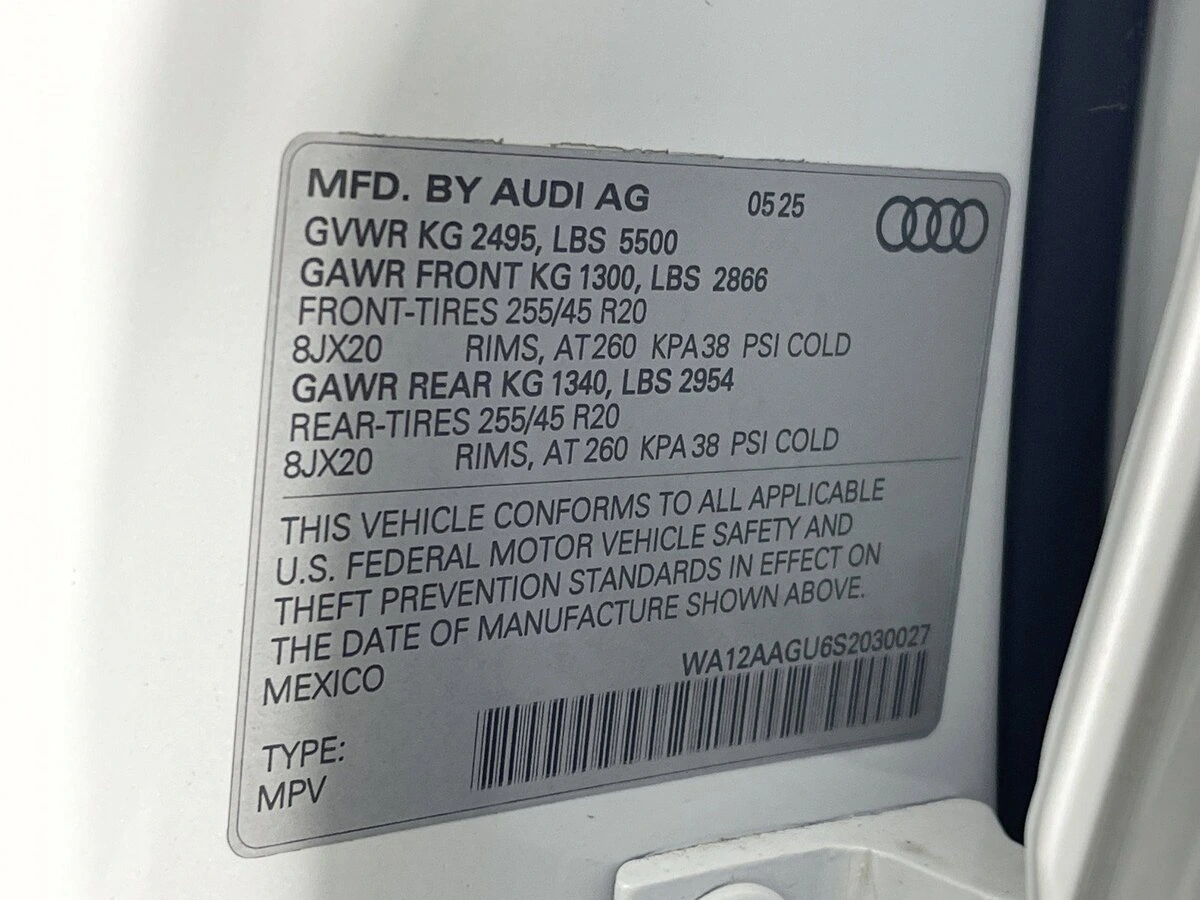 MFD. BY AUDI AG 0525
GVWR KG 2495, LBS 5500
GAWR FRONT KG 1300, LBS 2866
FRONT-TIRES 255/45 R20
8JX20 RIMS, AT 260 KPA 38 PSI COLD
GAWR REAR KG 1340, LBS 2954
REAR-TIRES 255/45 R20
8JX20 RIMS, AT 260 KPA 38 PSI COLD
THIS VEHICLE CONFORMS TO ALL APPLICABLE
U.S. FEDERAL MOTOR VEHICLE SAFETY AND
THEFT PREVENTION STANDARDS IN EFFECT ON
THE DATE OF MANUFACTURE SHOWN ABOVE.
MEXICO WA12AAGU6S2030027
TYPE:
MPV